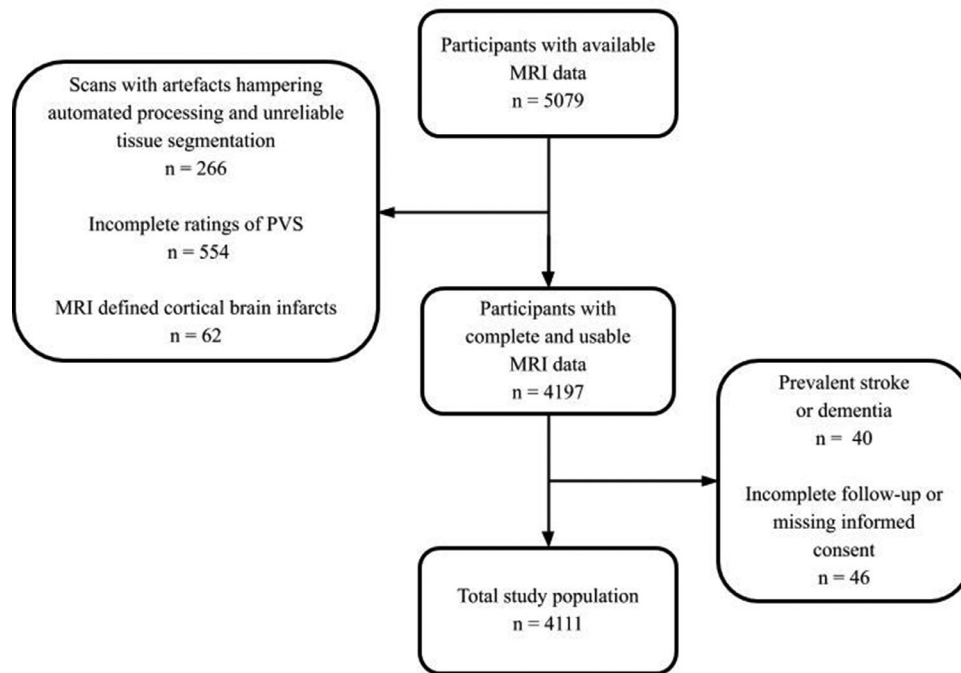 Participants with available
MRI data
n = 5079
Scans with artefacts hampering
automated processing and unreliable
tissue segmentation
n = 266
Incomplete ratings of PVS
n = 554
MRI defined cortical brain infarcts
n = 62
Participants with
complete and usable
MRI data
n = 4197
Prevalent stroke
or dementia
n = 40
Incomplete follow-up or
missing informed
consent
n = 46
Total study population
n = 4111